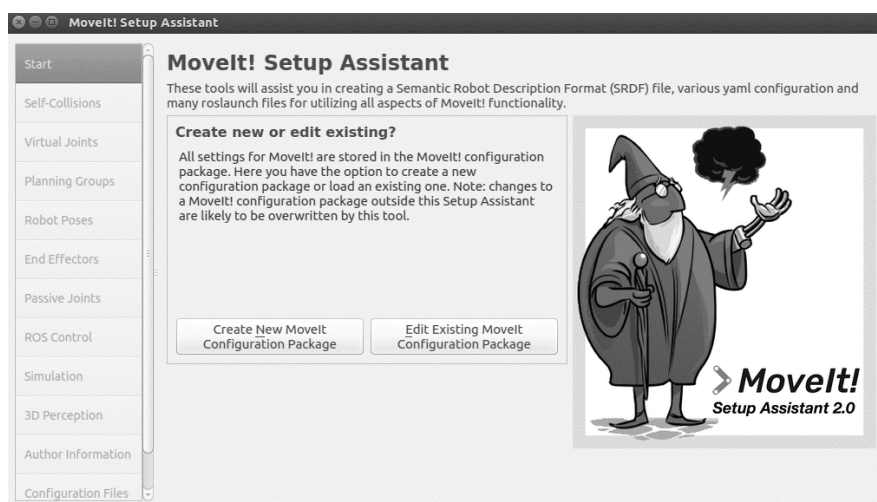 MoveIt! Setup Assistant
Start
Self-Collisions
Virtual Joints
Planning Groups
Robot Poses
End Effectors
Passive Joints
ROS Control
Simulation
3D Perception
Author Information
Configuration Files
MoveIt! Setup Assistant
These tools will assist you in creating a Semantic Robot Description Format (SRDF) file, various yaml configuration and
many roslaunch files for utilizing all aspects of MoveIt! functionality.
Create new or edit existing?
All settings for MoveIt! are stored in the MoveIt! configuration
package. Here you have the option to create a new
configuration package or load an existing one. Note: changes to
a MoveIt! configuration package outside this Setup Assistant
are likely to be overwritten by this tool.
Create New MoveIt
Configuration Package
Edit Existing MoveIt
Configuration Package
MoveIt!
Setup Assistant 2.0